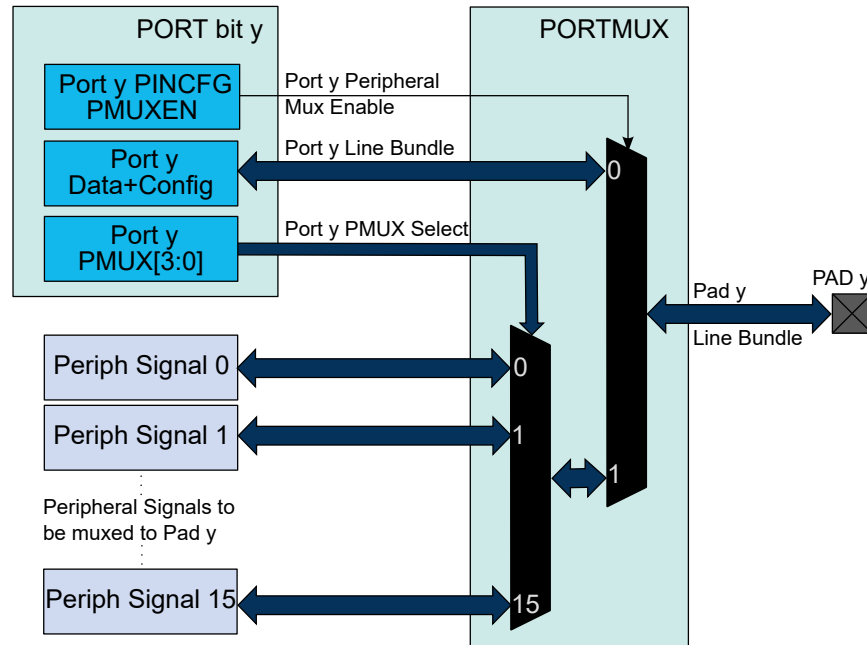 PORT bit y
PORTMUX
Port y PINCFG
PMUXEN
Port y Peripheral
Mux Enable
Port y
Data+Config
Port y Line Bundle
0
Port y
PMUX[3:0]
Port y PMUX Select
Pad y
Line Bundle
PAD y
Periph Signal 0
0
Periph Signal 1
1
1
Peripheral Signals to
be muxed to Pad y
Periph Signal 15
15